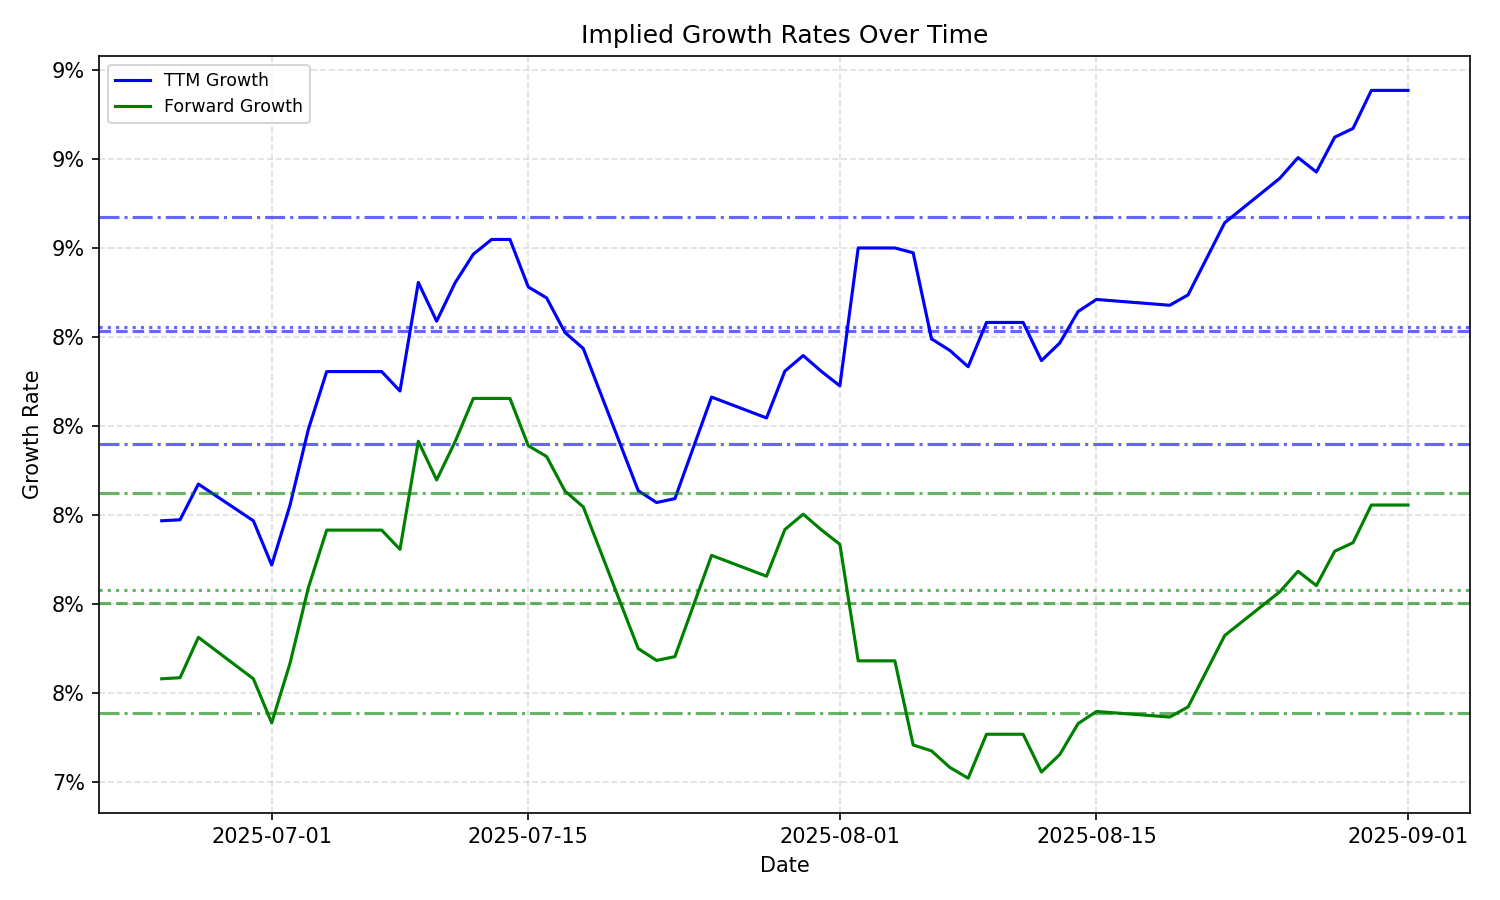 Implied Growth Rates Over Time
TTM Growth
Forward Growth
9%
9%
9%
8%
8%
8%
8%
8%
7%
Growth Rate
2025-07-01
2025-07-15
2025-08-01
2025-08-15
2025-09-01
Date